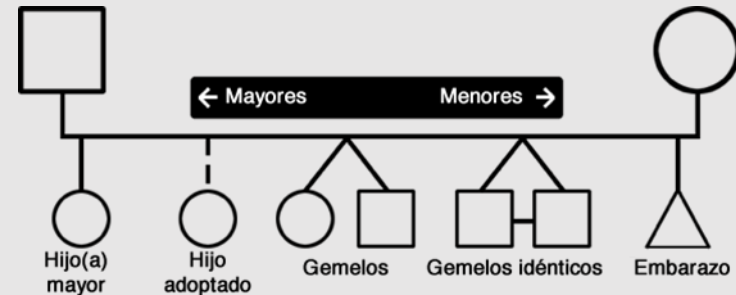 ← Mayores Menores →
Hijo(a)
mayor
Hijo
adoptado
Gemelos
Gemelos idénticos
Embarazo